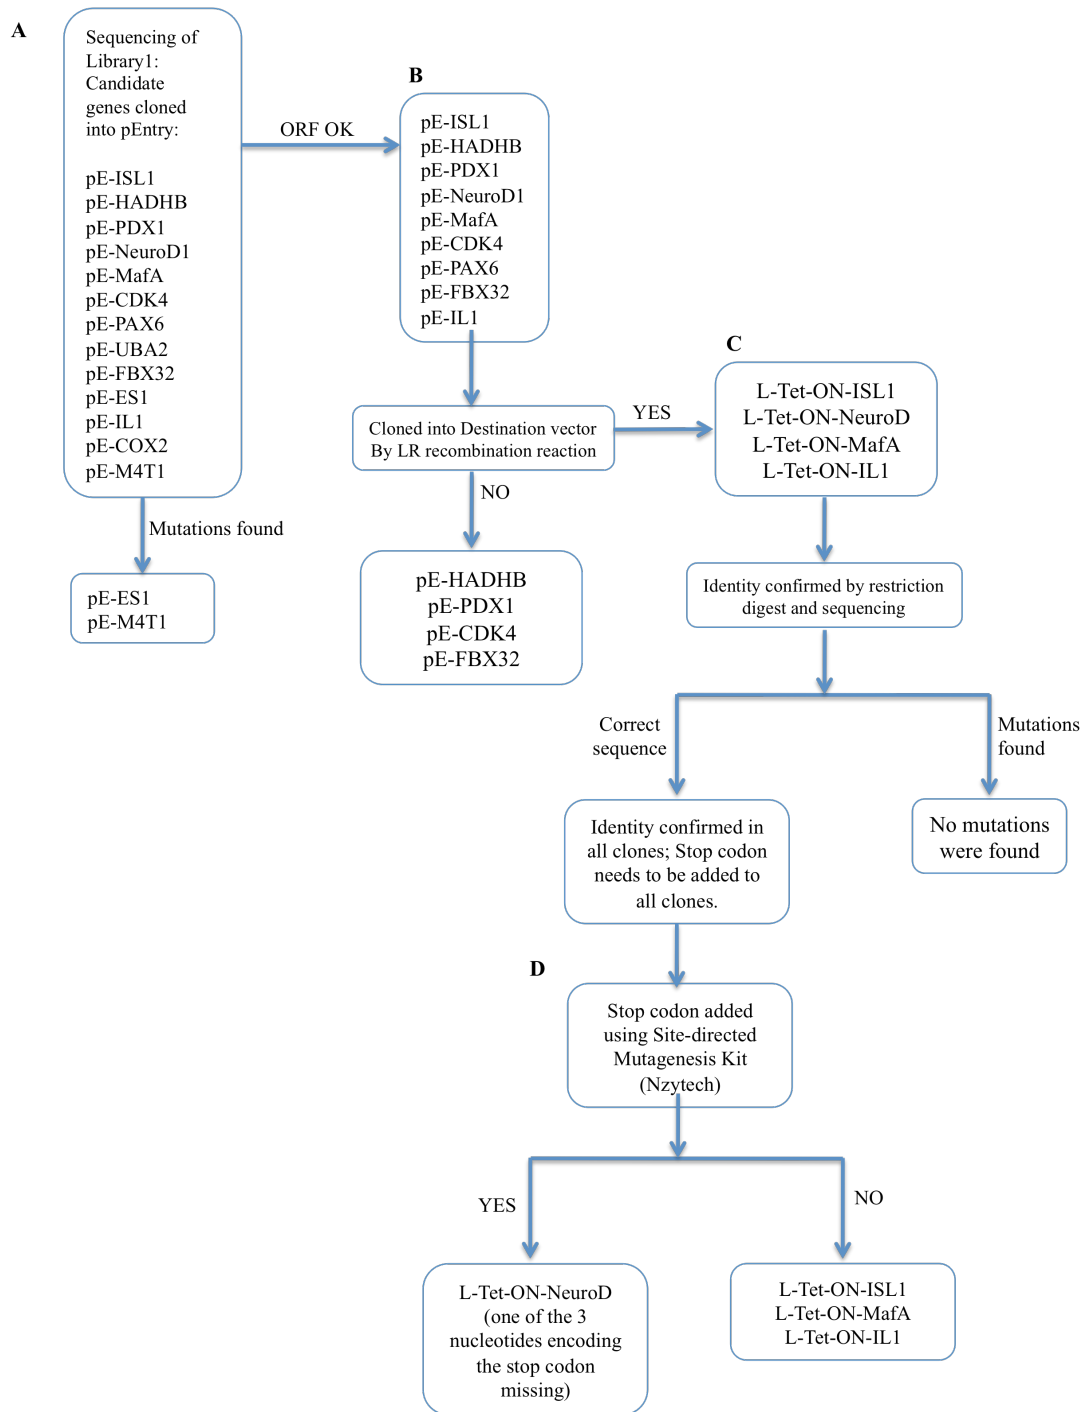 A
Sequencing of
Library1:
Candidate
genes cloned
into pEntry:
pE-ISL1
pE-HADHB
pE-PDX1
pE-NeuroD1
pE-MafA
pE-CDK4
pE-PAX6
pE-UBA2
pE-FBX32
pE-ES1
pE-IL1
pE-COX2
pE-M4T1
ORF OK
Mutations found
pE-ES1
pE-M4T1
B
pE-ISL1
pE-HADHB
pE-PDX1
pE-NeuroD1
pE-MafA
pE-CDK4
pE-PAX6
pE-FBX32
pE-IL1
Cloned into Destination vector
By LR recombination reaction
YES
NO
pE-HADHB
pE-PDX1
pE-CDK4
pE-FBX32
C
L-Tet-ON-ISL1
L-Tet-ON-NeuroD
L-Tet-ON-MafA
L-Tet-ON-IL1
Identity confirmed by restriction
digest and sequencing
Correct
sequence
Mutations
found
Identity confirmed in
all clones; Stop codon
needs to be added to
all clones.
No mutations
were found
D
Stop codon added
using Site-directed
Mutagenesis Kit
(Nzytech)
YES
NO
L-Tet-ON-NeuroD
(one of the 3
nucleotides encoding
the stop codon
missing)
L-Tet-ON-ISL1
L-Tet-ON-MafA
L-Tet-ON-IL1